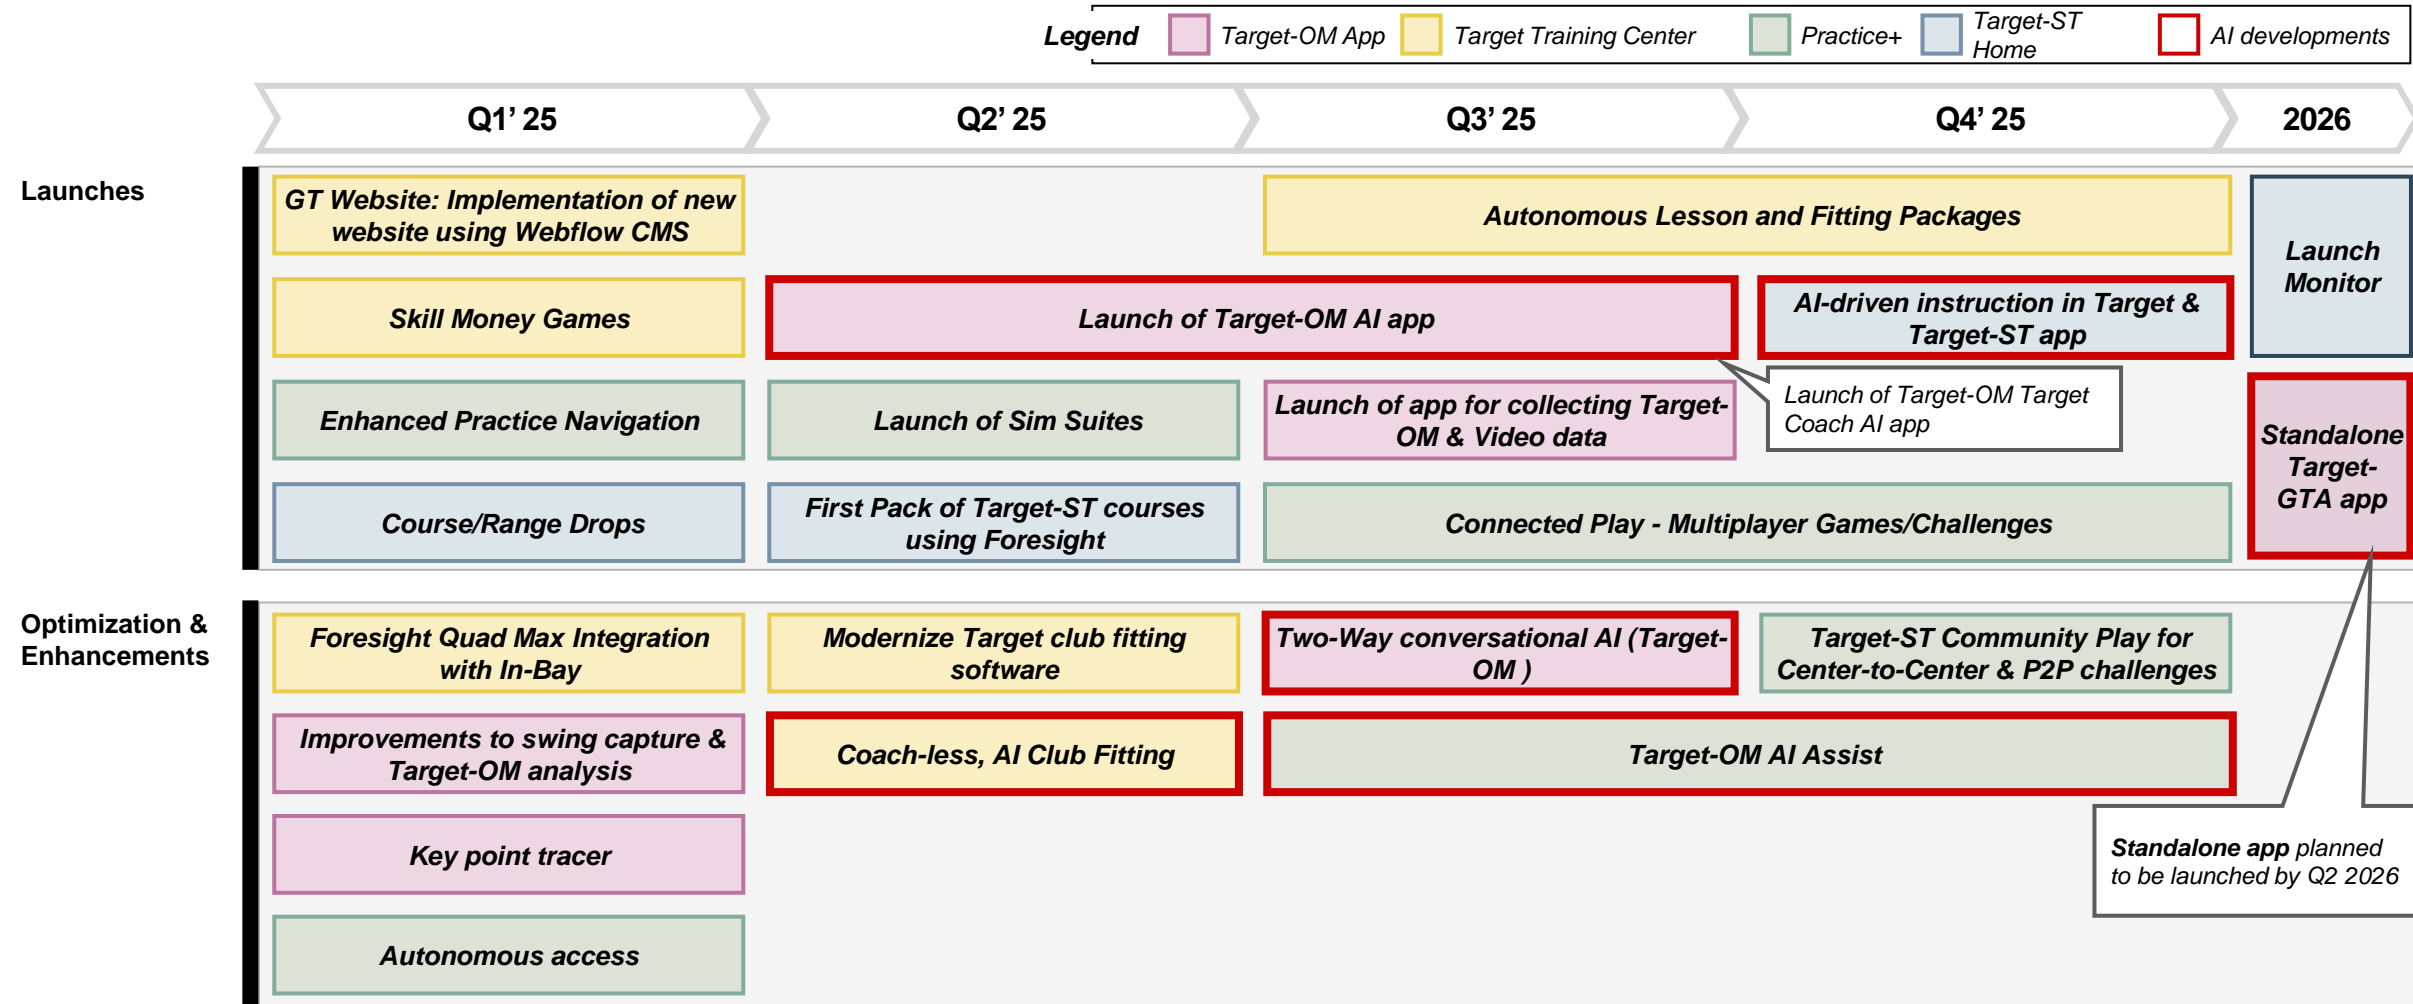 Legend
Target-OM App
Target Training Center
Practice+
Target-ST
Home
AI developments
Q1’ 25
Q2’ 25
Q3’ 25
Q4’ 25
2026
Launches
GT Website: Implementation of new
website using Webflow CMS
Autonomous Lesson and Fitting Packages
Launch
Monitor
Skill Money Games
Launch of Target-OM AI app
AI-driven instruction in Target &
Target-ST app
Launch of Target-OM Target
Coach AI app
Enhanced Practice Navigation
Launch of Sim Suites
Launch of app for collecting Target-
OM & Video data
Standalone
Target-
GTA app
Course/Range Drops
First Pack of Target-ST courses
using Foresight
Connected Play - Multiplayer Games/Challenges
Optimization &
Enhancements
Foresight Quad Max Integration
with In-Bay
Modernize Target club fitting
software
Two-Way conversational AI (Target-
OM )
Target-ST Community Play for
Center-to-Center & P2P challenges
Improvements to swing capture &
Target-OM analysis
Coach-less, AI Club Fitting
Target-OM AI Assist
Key point tracer
Standalone app planned
to be launched by Q2 2026
Autonomous access